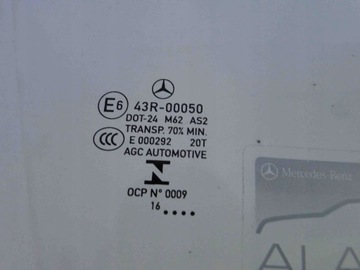 E6 43R-00050
DOT-24 M62 AS2
TRANSP. 70% MIN.
CCC E 000292 20T
AGC AUTOMOTIVE
N
OCP N° 0009
16 ....
Mercedes-Benz